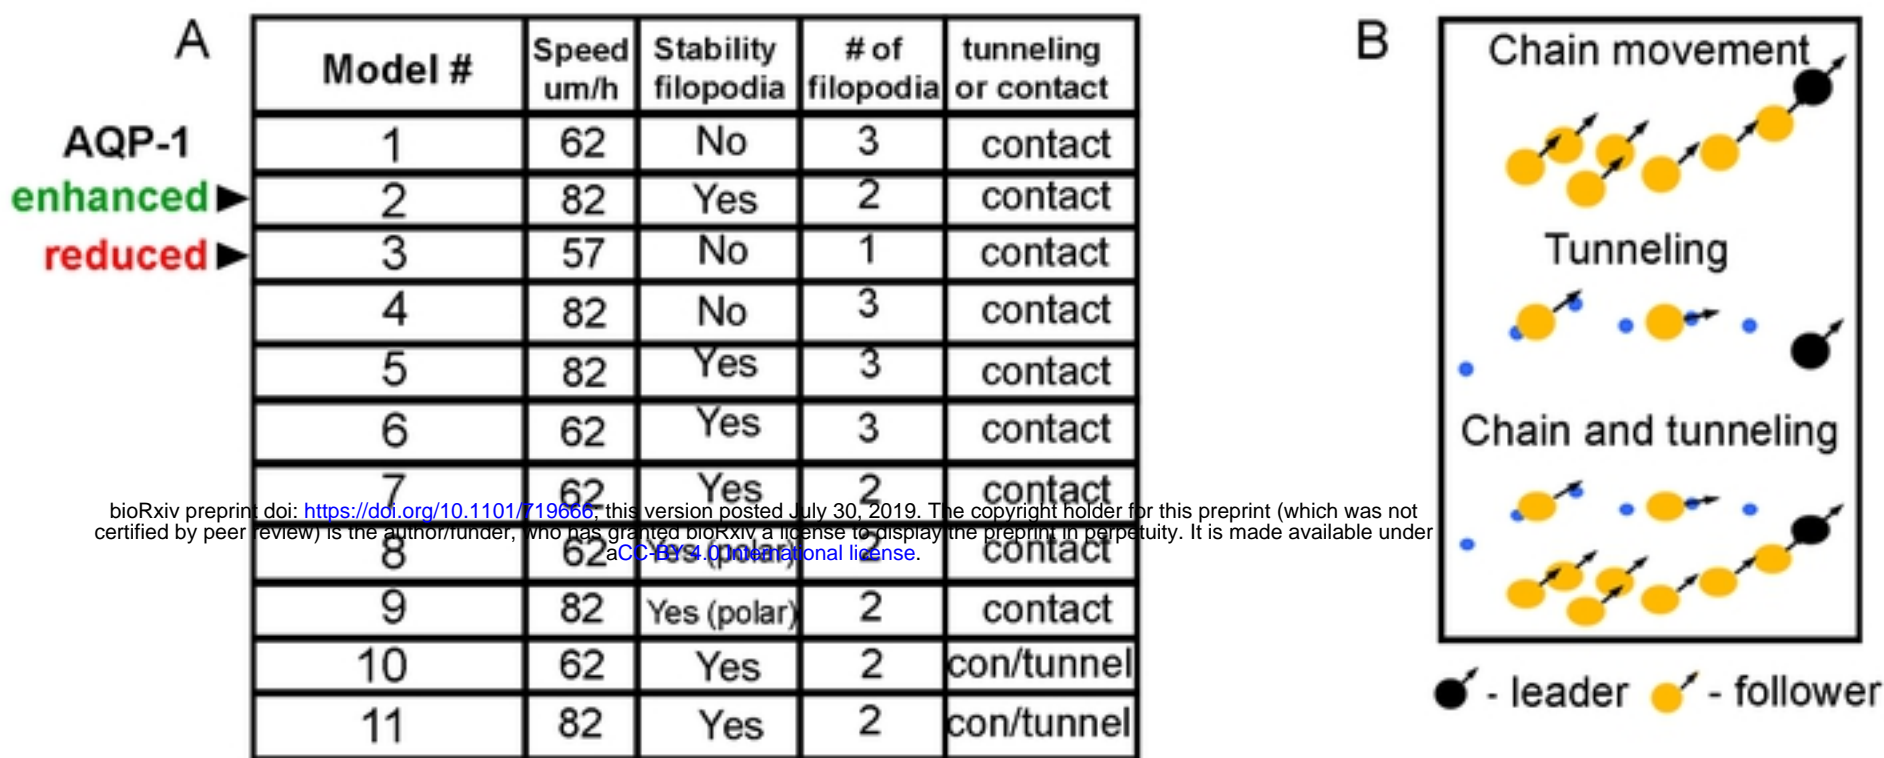 A
Model # Speed um/h Stability filopodia # of filopodia tunneling or contact
AQP-1 1 62 No 3 contact
enhanced 2 82 Yes 2 contact
reduced 3 57 No 1 contact
4 82 No 3 contact
5 82 Yes 3 contact
6 62 Yes 3 contact
7 62 Yes 2 contact
bioRxiv preprint doi: https://doi.org/10.1101/719666; this version posted July 30, 2019. The copyright holder for this preprint (which was not
certified by peer review) is the author/funder, who has granted bioRxiv a license to display the preprint in perpetuity. It is made available under
aCC-BY 4.0 International license.
8 62 Yes (polar) 2 contact
9 82 Yes (polar) 2 contact
10 62 Yes 2 con/tunnel
11 82 Yes 2 con/tunnel
B
Chain movement
Tunneling
Chain and tunneling
- leader - follower